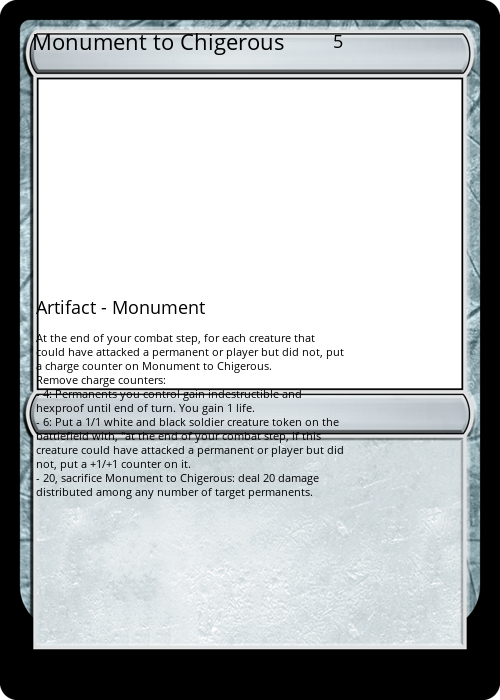 Monument to Chigerous 5
Artifact - Monument
At the end of your combat step, for each creature that
could have attacked a permanent or player but did not, put
a charge counter on Monument to Chigerous.
Remove charge counters:
- 4: Permanents you control gain indestructible and
hexproof until end of turn. You gain 1 life.
- 6: Put a 1/1 white and black soldier creature token on the
battlefield with, "at the end of your combat step, if this
creature could have attacked a permanent or player but did
not, put a +1/+1 counter on it.
- 20, sacrifice Monument to Chigerous: deal 20 damage
distributed among any number of target permanents.